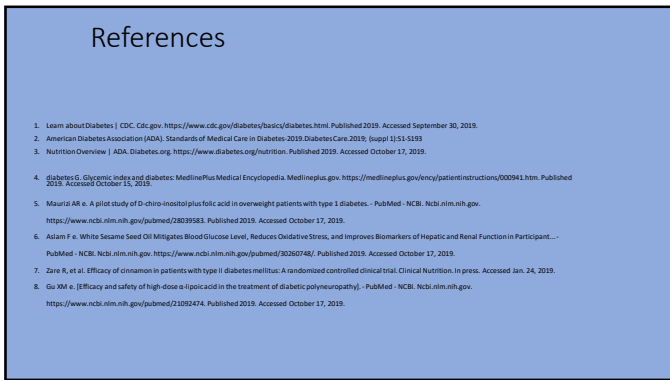 References
1. Learn about Diabetes | CDC. Cdc.gov. https://www.cdc.gov/diabetes/basics/diabetes.html. Published 2019. Accessed September 30, 2019.
2. American Diabetes Association (ADA). Standards of Medical Care in Diabetes-2019.Diabetes Care.2019; (suppl 1):S1-S193
3. Nutrition Overview | ADA. Diabetes.org. https://www.diabetes.org/nutrition. Published 2019. Accessed October 17, 2019.
4. diabetes G. Glycemic index and diabetes: MedlinePlus Medical Encyclopedia. Medlineplus.gov. https://medlineplus.gov/ency/patientinstructions/000941.htm. Published
2019. Accessed October 15, 2019.
5. Maurizi AR e. A pilot study of D-chiro-inositol plus folic acid in overweight patients with type 1 diabetes. - PubMed - NCBI. Ncbi.nlm.nih.gov.
https://www.ncbi.nlm.nih.gov/pubmed/28039583. Published 2019. Accessed October 17, 2019.
6. Aslam F e. White Sesame Seed Oil Mitigates Blood Glucose Level, Reduces Oxidative Stress, and Improves Biomarkers of Hepatic and Renal Function in Participant... -
PubMed - NCBI. Ncbi.nlm.nih.gov. https://www.ncbi.nlm.nih.gov/pubmed/30260748/. Published 2019. Accessed October 17, 2019.
7. Zare R, et al. Efficacy of cinnamon in patients with type II diabetes mellitus: A randomized controlled clinical trial. Clinical Nutrition. In press. Accessed Jan. 24, 2019.
8. Gu XM e. [Efficacy and safety of high-dose α-lipoic acid in the treatment of diabetic polyneuropathy]. - PubMed - NCBI. Ncbi.nlm.nih.gov.
https://www.ncbi.nlm.nih.gov/pubmed/21092474. Published 2019. Accessed October 17, 2019.